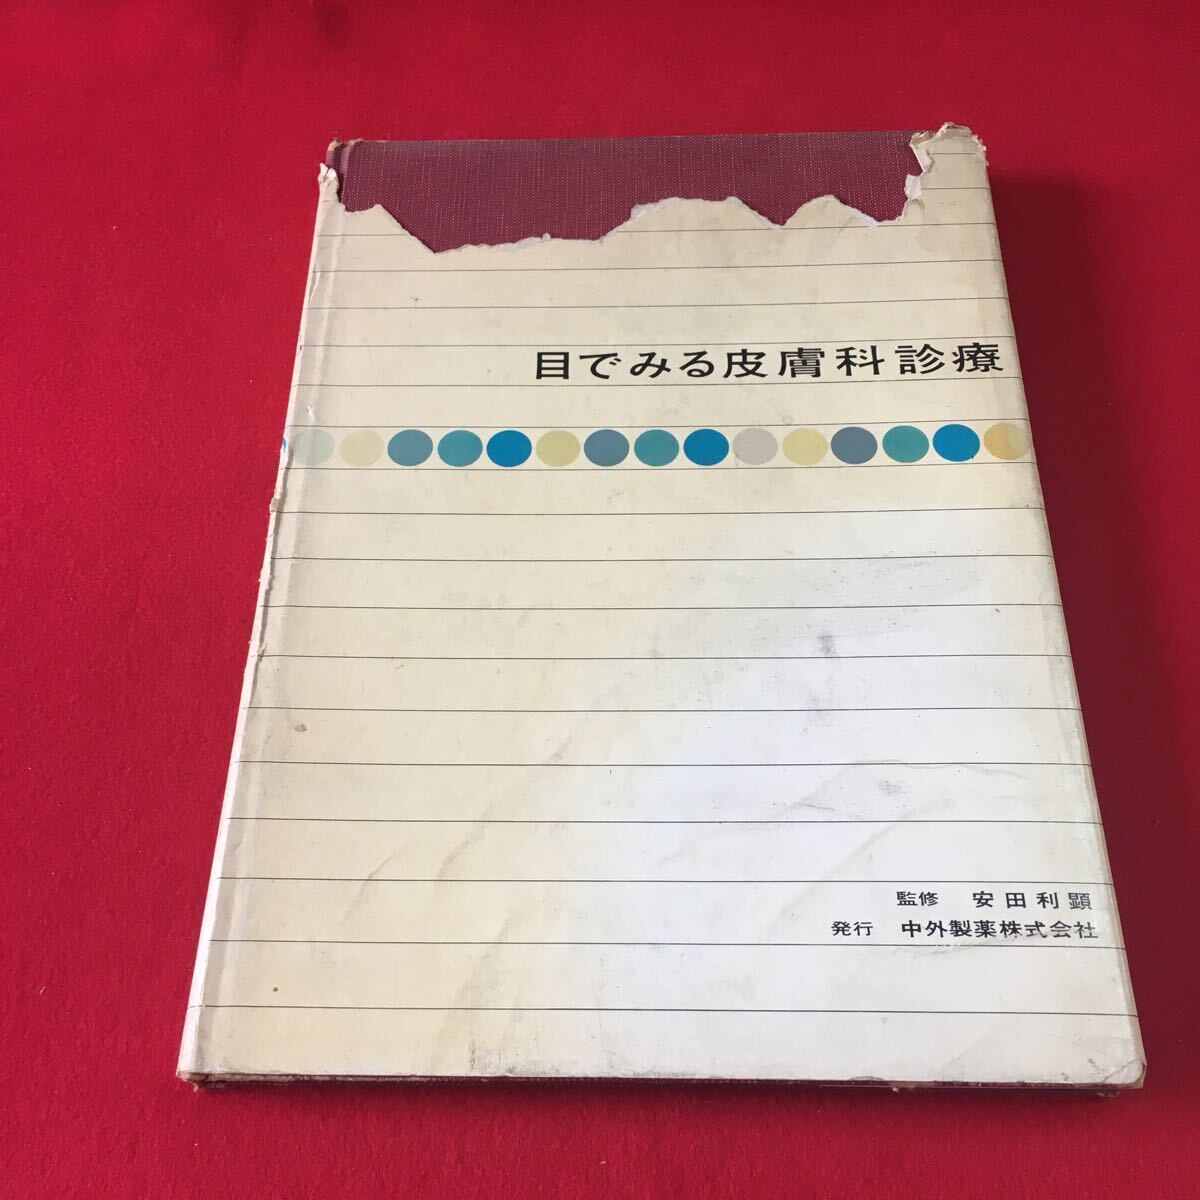 目でみる皮膚科診療
監修 安田利顕
発行 中外製薬株式会社